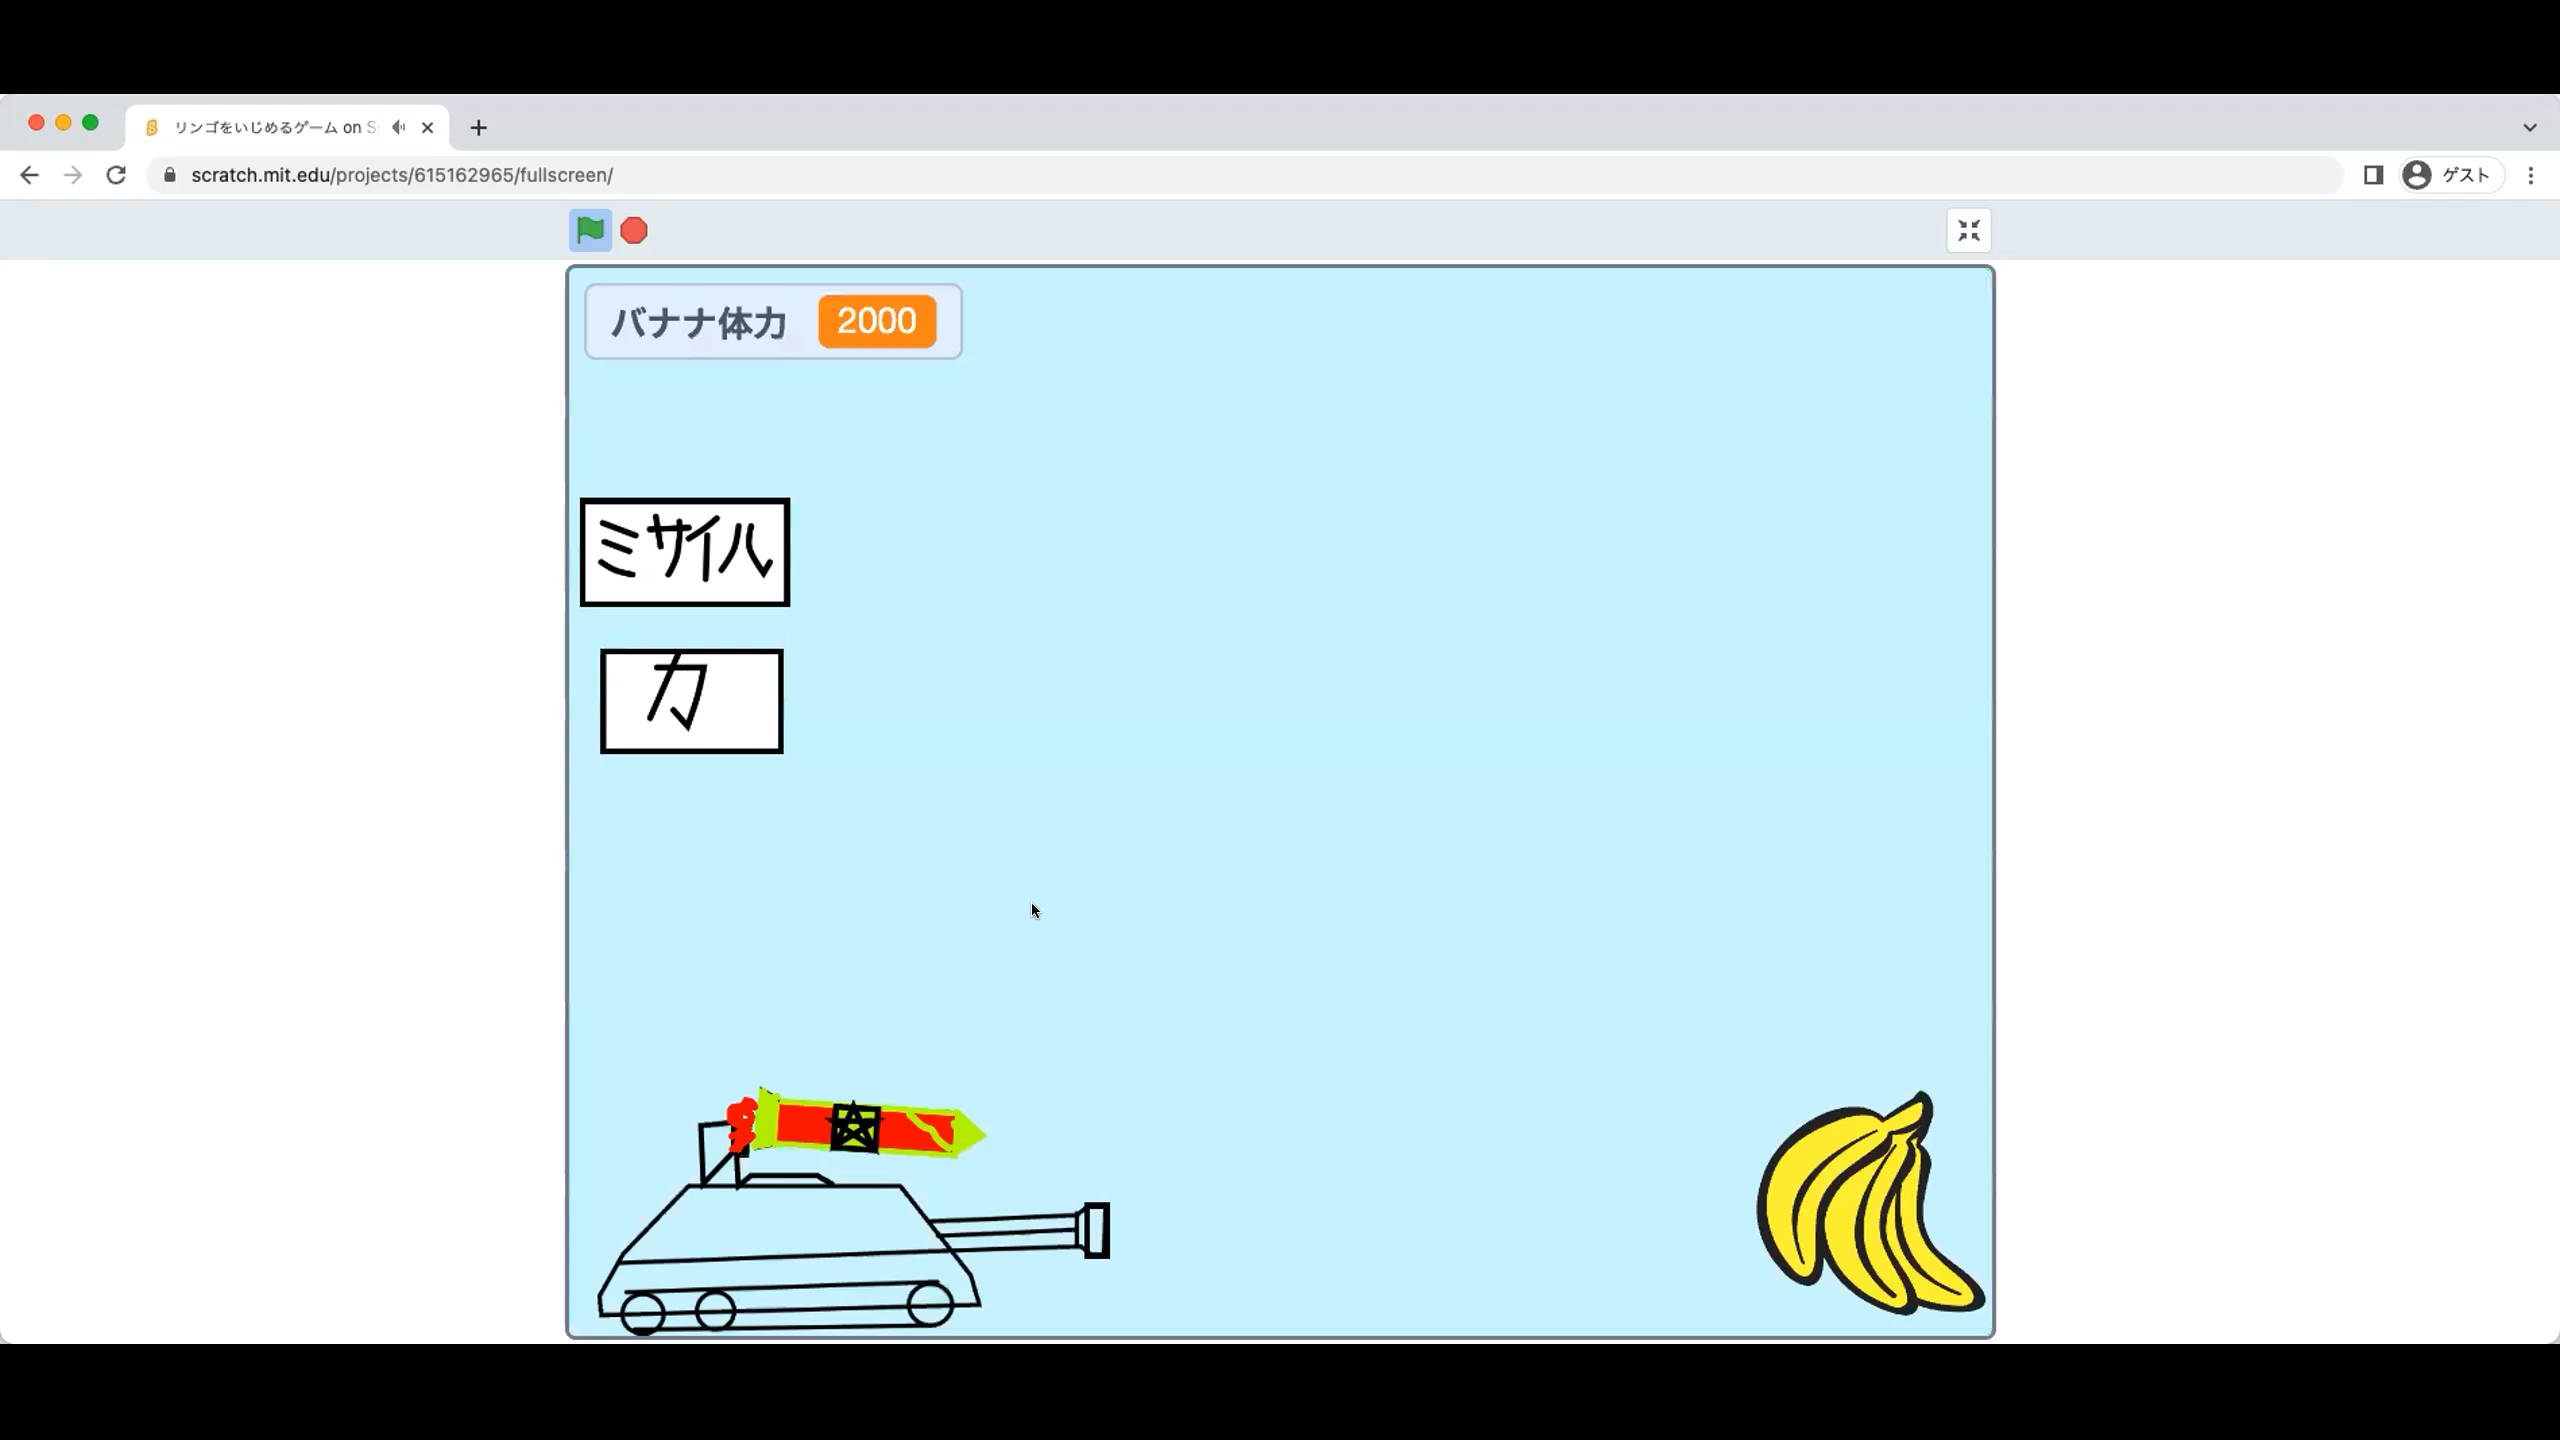 リンゴをいじめるゲーム on S
scratch.mit.edu/projects/615162965/fullscreen/
ゲスト
バナナ体力 2000
ミサイル
力